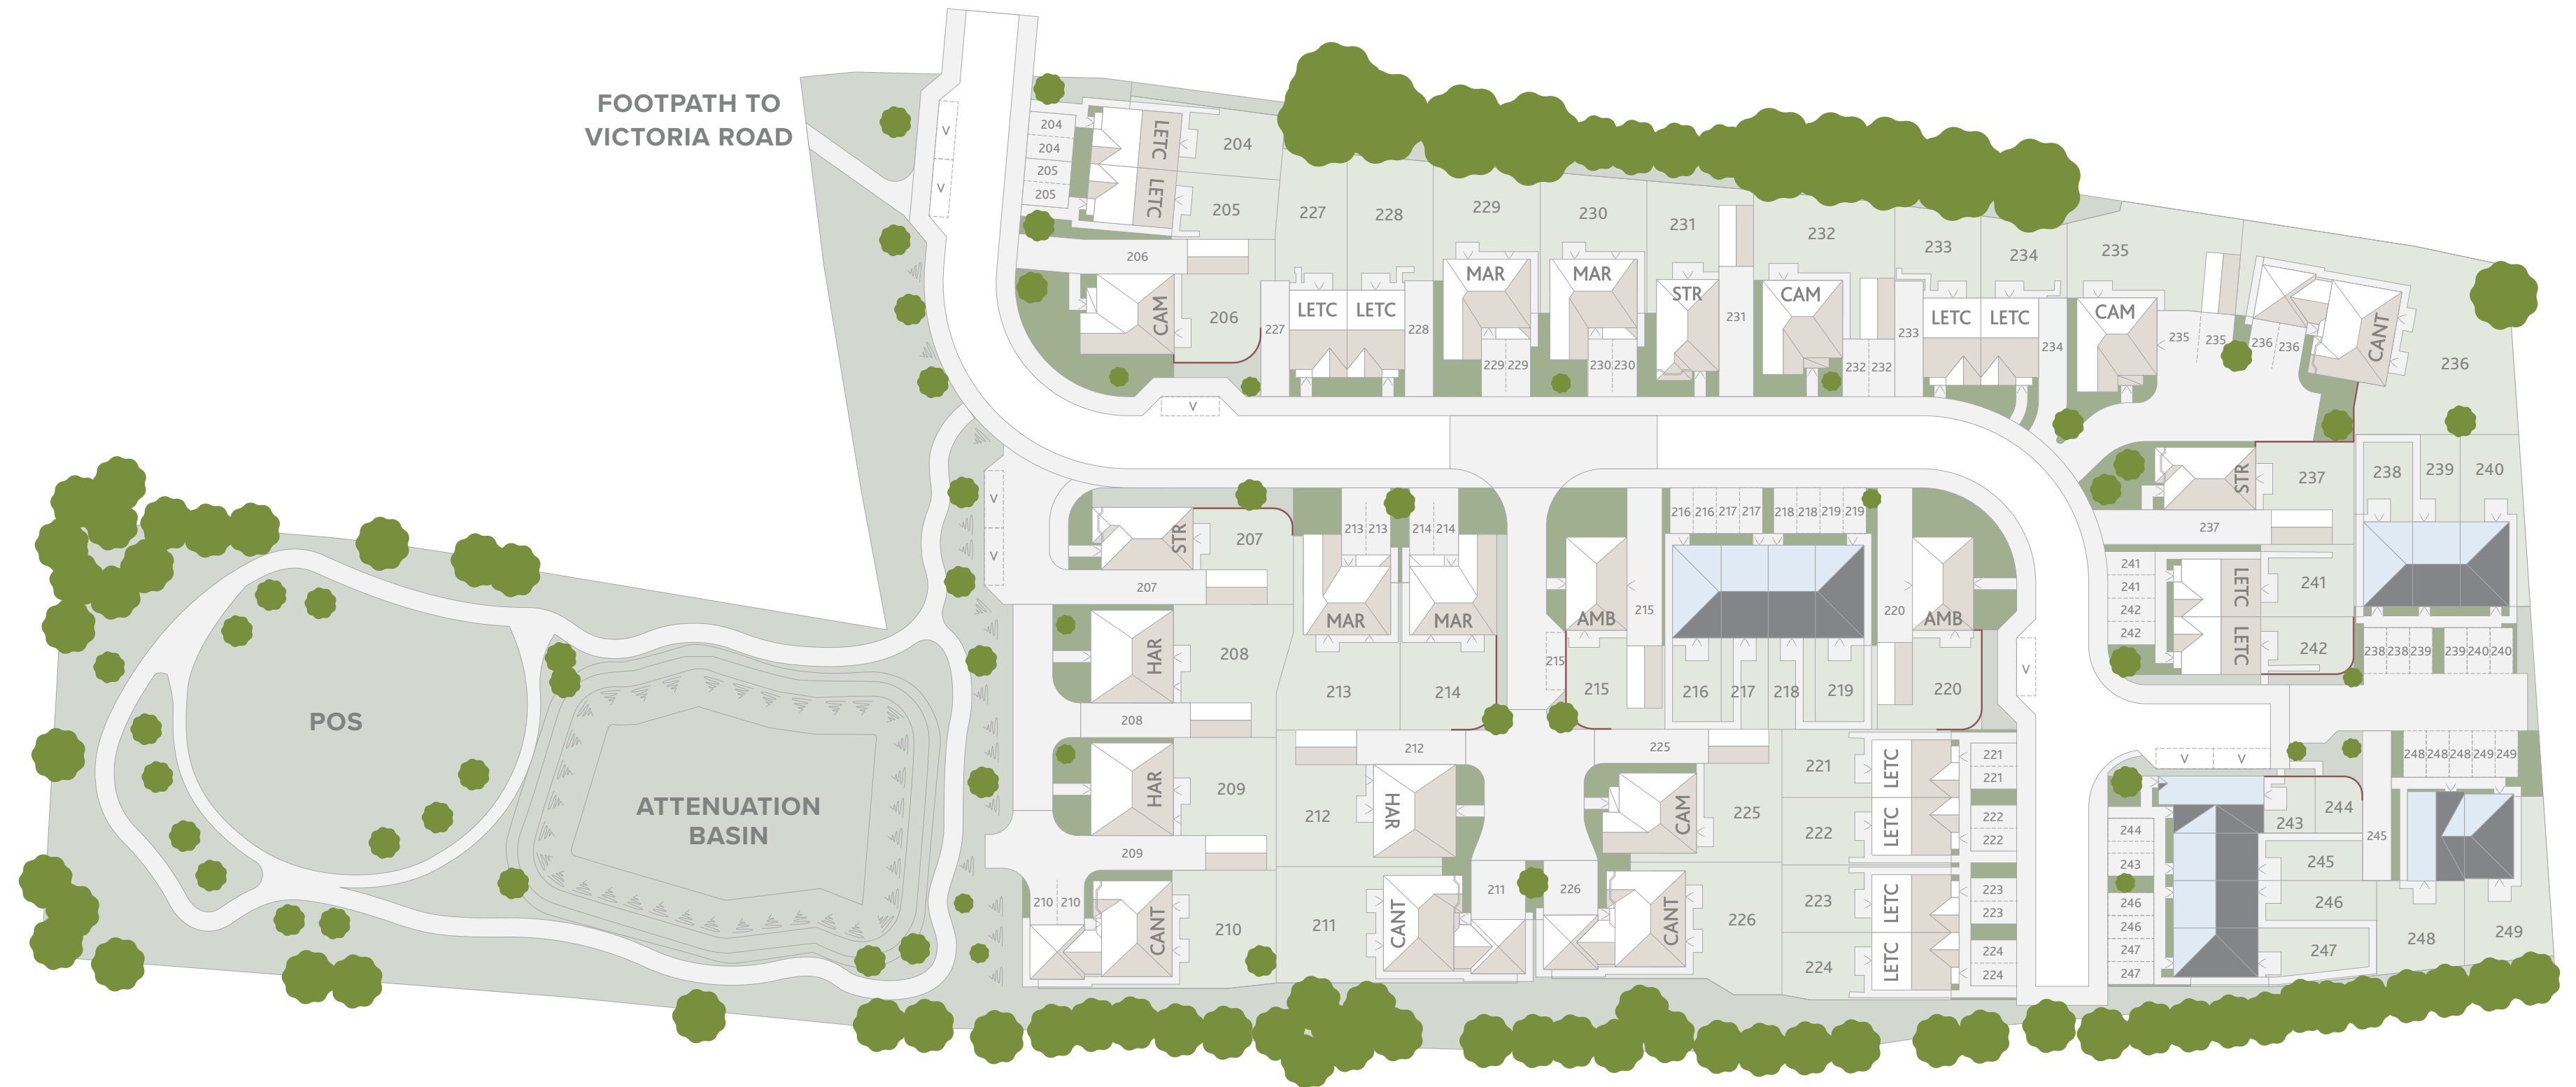 FOOTPATH TO
VICTORIA ROAD
V
V
204
204
205
205
LETC
LETC
204
205
206
CAM
206
227
228
229
230
231
232
233
234
235
236
227
LETC
LETC
228
MAR
229
229
MAR
230
230
STR
231
CAM
232
232
233
LETC
LETC
234
CAM
235
235
236
236
CANT
V
V
V
STR
207
207
HAR
208
208
HAR
209
209
210
210
CANT
210
213
213
214
214
MAR
MAR
213
214
212
HAR
212
211
CANT
211
AMB
215
215
215
216
216
217
217
218
218
219
219
216
217
218
219
220
AMB
220
V
225
CAM
225
226
CANT
226
221
LETC
221
221
222
LETC
222
222
223
LETC
223
223
224
LETC
224
224
STR
237
237
238
239
240
241
241
242
242
LETC
LETC
241
242
238
238
239
239
240
240
V
V
244
243
246
246
247
247
243
244
245
245
246
247
248
248
248
249
249
248
249
POS
ATTENUATION
BASIN